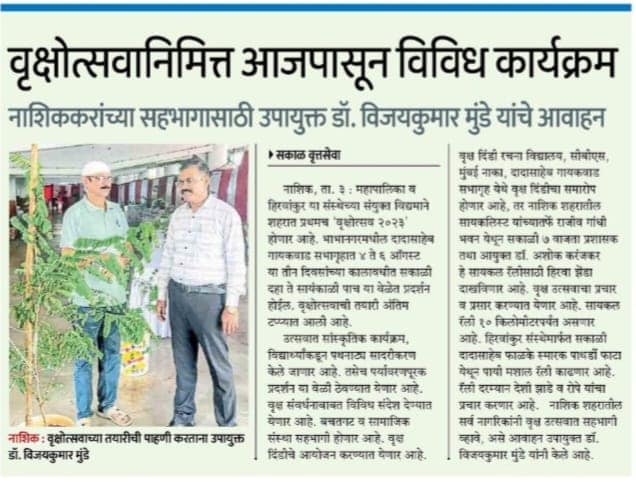 वृक्षोत्सवानिमित्त आजपासून विविध कार्यक्रम
नाशिककरांच्या सहभागासाठी उपायुक्त डॉ. विजयकुमार मुंडे यांचे आवाहन
नाशिक : वृक्षोत्सवाच्या तयारीची पाहणी करताना उपायुक्त
डॉ. विजयकुमार मुंडे
सकाळ वृत्तसेवा
नाशिक, ता. ३ : महापालिका व
हिरवांकुर या संस्थेच्या संयुक्त विद्यमाने
शहरात प्रथमच 'वृक्षोत्सव २०२३'
होणार आहे. भाभानगरमधील दादासाहेब
गायकवाड सभागृहात ४ ते ६ ऑगस्ट
या तीन दिवसांच्या कालावधीत सकाळी
दहा ते सायंकाळी पाच या वेळेत प्रदर्शन
होईल. वृक्षोत्सवाची तयारी अंतिम
टप्प्यात आली आहे.
उत्सवात सांस्कृतिक कार्यक्रम,
विद्यार्थ्यांकडून पथनाट्य सादरीकरण
केले जाणार आहे. तसेच पर्यावरणपूरक
प्रदर्शन या वेळी ठेवण्यात येणार आहे.
वृक्ष संवर्धनाबाबत विविध संदेश देण्यात
येणार आहे. बचतगट व सामाजिक
संस्था सहभागी होणार आहे. वृक्ष
दिंडीचे आयोजन करण्यात येणार आहे.
वृक्ष दिंडी रचना विद्यालय, सीबीएस,
मुंबई नाका, दादासाहेब गायकवाड
सभागृह येथे वृक्ष दिंडीचा समारोप
होणार आहे, तर नाशिक शहरातील
सायकलिस्ट यांच्यातर्फे राजीव गांधी
भवन येथून सकाळी ७ वाजता प्रशासक
तथा आयुक्त डॉ. अशोक करंजकर
हे सायकल रॅलीसाठी हिरवा झेंडा
दाखविणार आहे. वृक्ष उत्सवाचा प्रचार
व प्रसार करण्यात येणार आहे. सायकल
रॅली १० किलोमीटरपर्यंत असणार
आहे. हिरवांकुर संस्थेमार्फत सकाळी
दादासाहेब फाळके स्मारक पाथर्डी फाटा
येथून पायी मशाल रॅली काढणार आहे.
रॅली दरम्यान देशी झाडे व रोपे यांचा
प्रचार करणार आहे. नाशिक शहरातील
सर्व नागरिकांनी वृक्ष उत्सवात सहभागी
व्हावे, असे आवाहन उपायुक्त डॉ.
विजयकुमार मुंडे यांनी केले आहे.